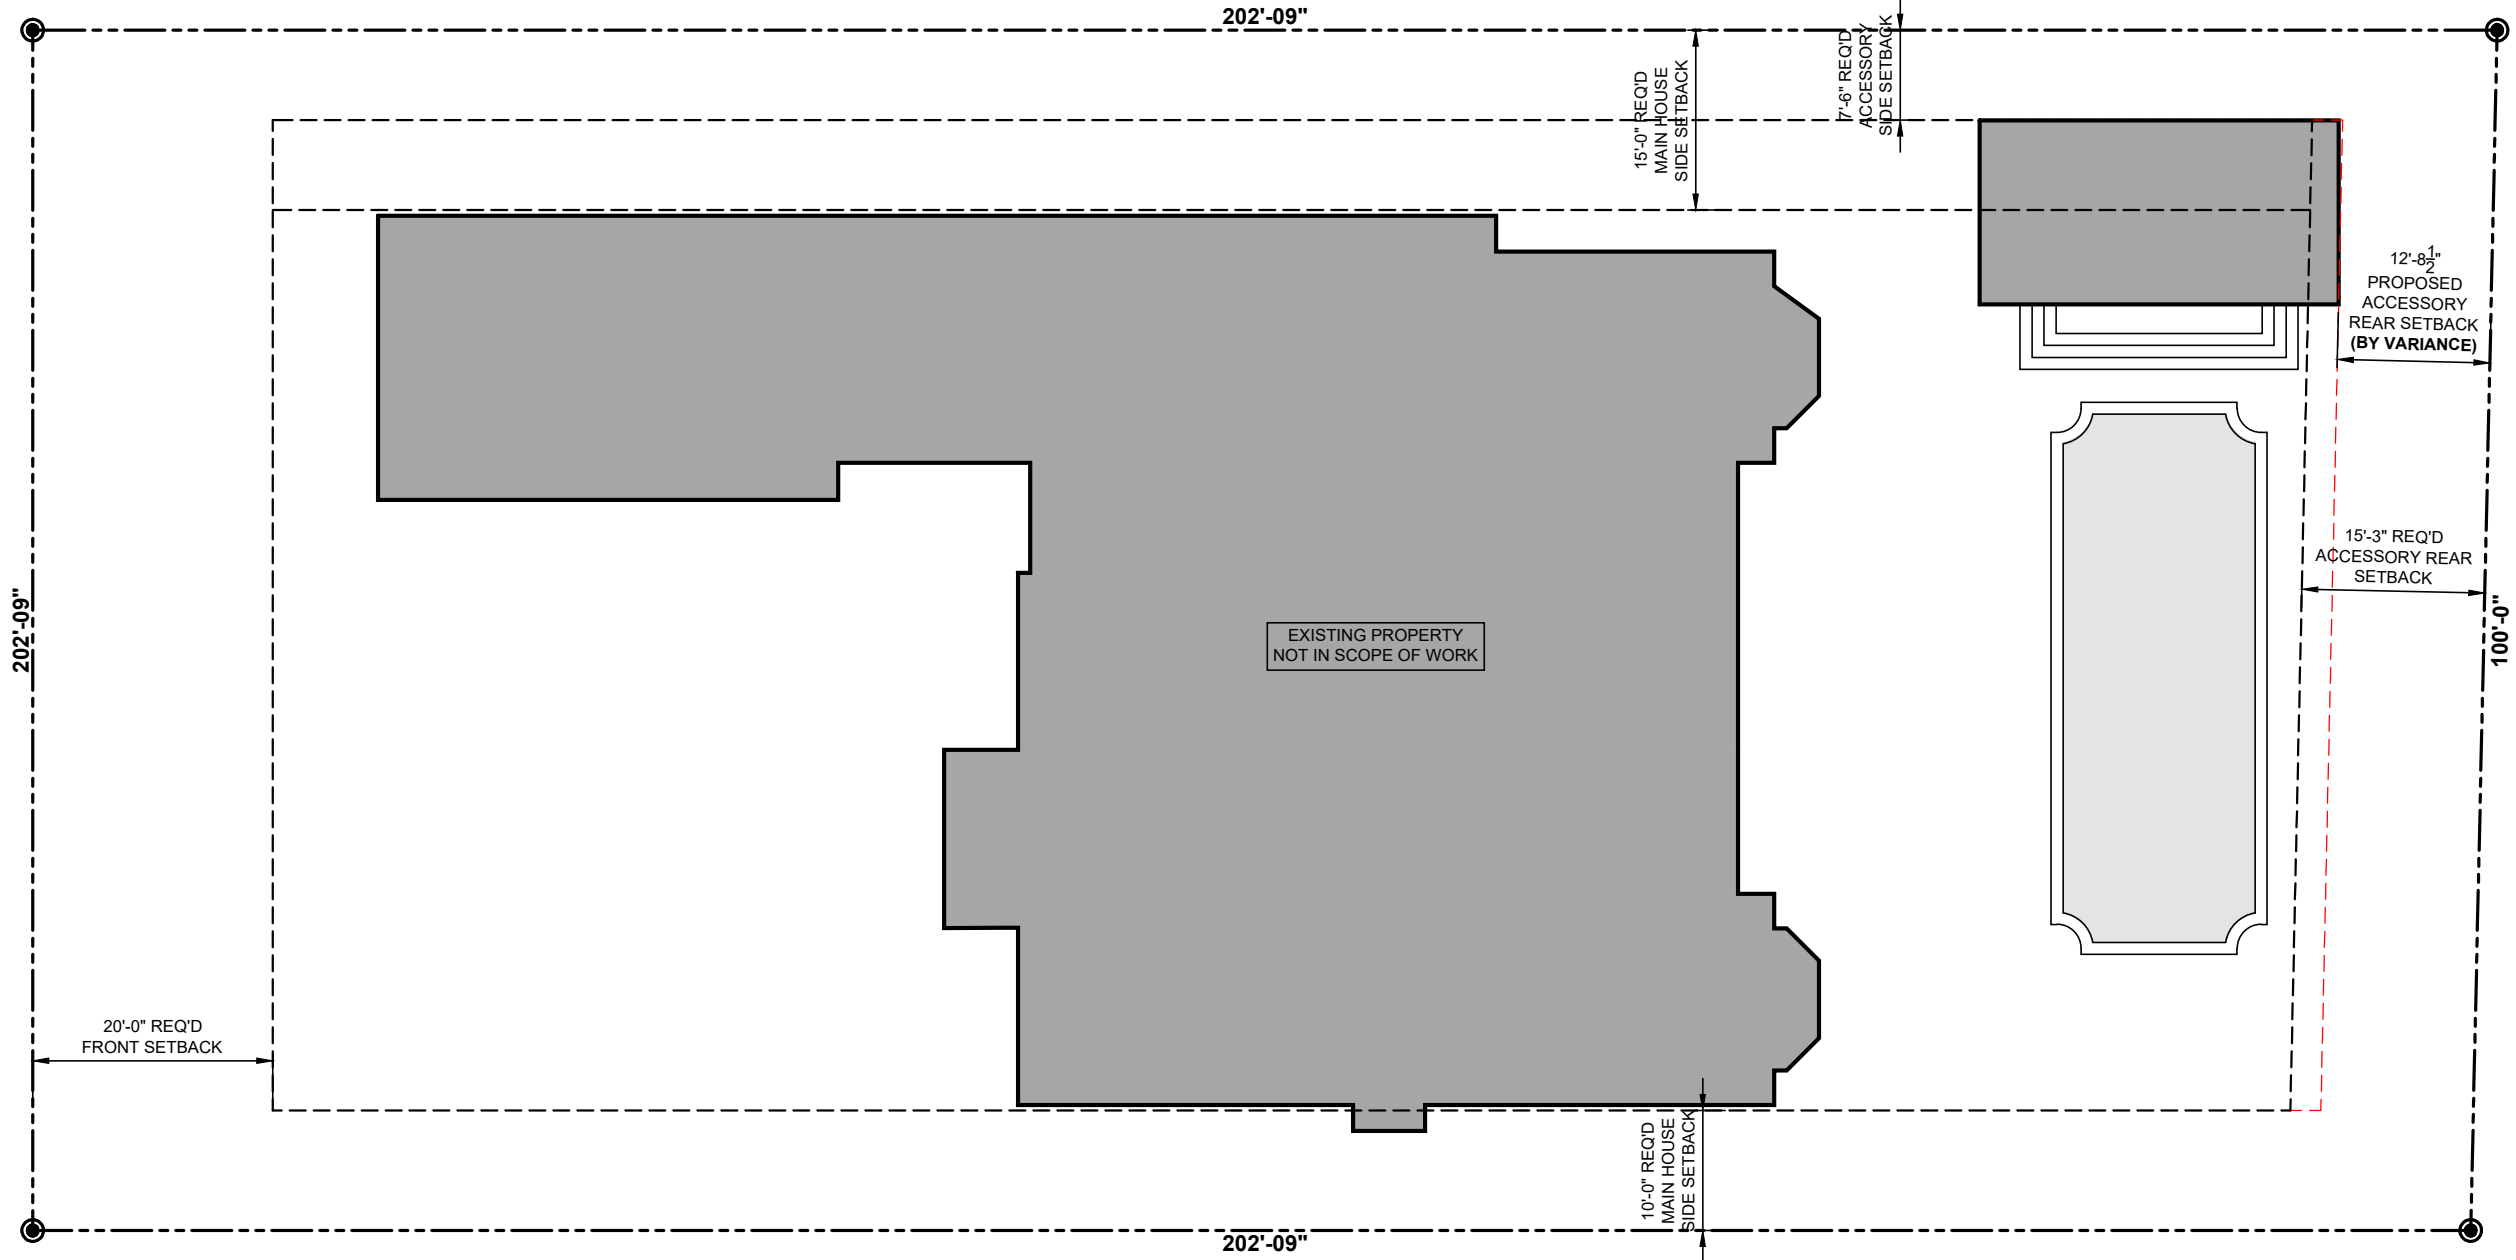 202'-09"
7'-6" REQ'D
ACCESSORY
SIDE SETBACK
15'-0" REQ'D
MAIN HOUSE
SIDE SETBACK
12'-8 1/2"
PROPOSED
ACCESSORY
REAR SETBACK
(BY VARIANCE)
15'-3" REQ'D
ACCESSORY REAR
SETBACK
202'-09"
EXISTING PROPERTY
NOT IN SCOPE OF WORK
100'-0"
20'-0" REQ'D
FRONT SETBACK
10'-0" REQ'D
MAIN HOUSE
SIDE SETBACK
202'-09"